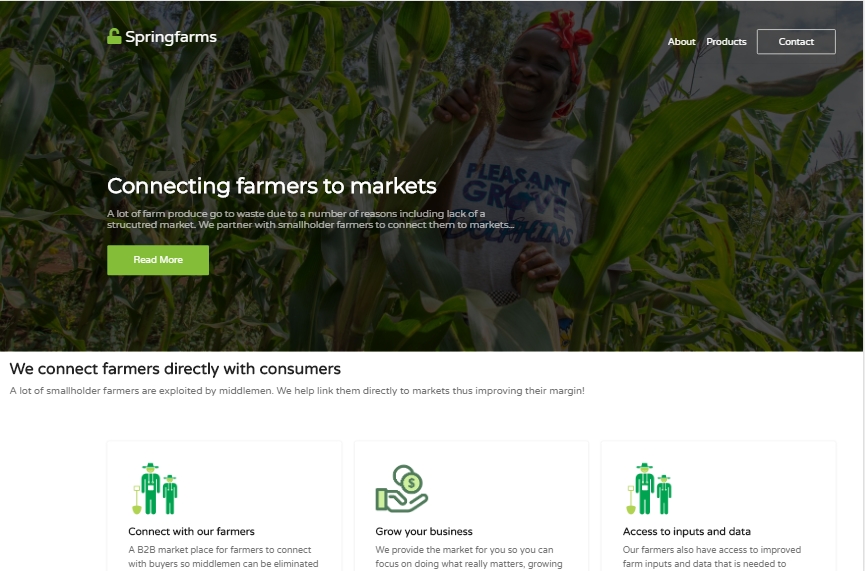 Springfarms
About
Products
Contact
PLEASANT
GROVE
DOLPHINS
Connecting farmers to markets
A lot of farm produce go to waste due to a number of reasons including lack of a
strucutred market. We partner with smallholder farmers to connect them to markets...
Read More
We connect farmers directly with consumers
A lot of smallholder farmers are exploited by middlemen. We help link them directly to markets thus improving their margin!
Connect with our farmers
A B2B market place for farmers to connect
with buyers so middlemen can be eliminated
$
Grow your business
We provide the market for you so you can
focus on doing what really matters, growing
Access to inputs and data
Our farmers also have access to improved
farm inputs and data that is needed to